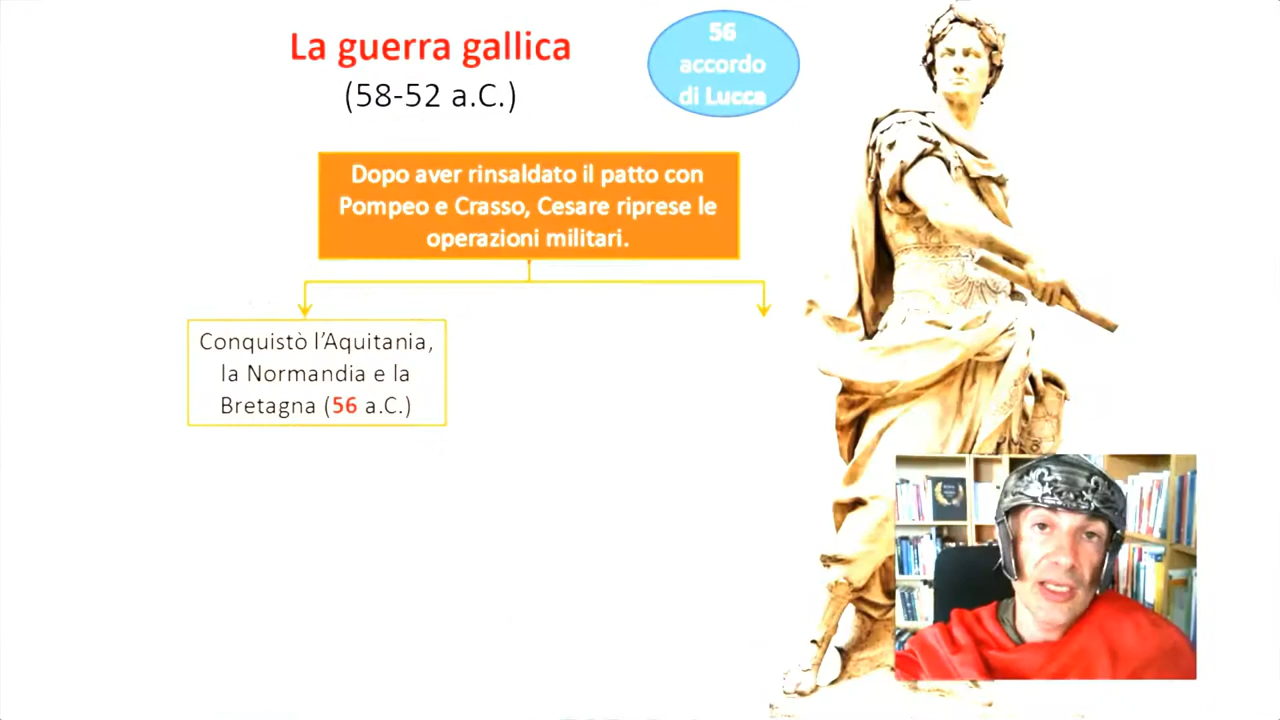 La guerra gallica
(58-52 a.C.)
56
accordo
di Lucca
Dopo aver rinsaldato il patto con
Pompeo e Crasso, Cesare riprese le
operazioni militari.
Conquistò l'Aquitania,
la Normandia e la
Bretagna (56 a.C.)